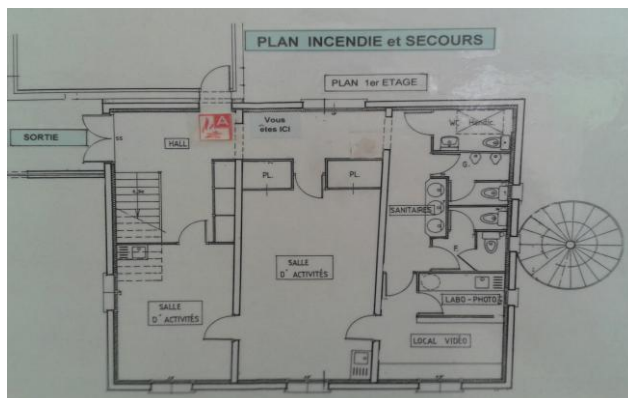 PLAN INCENDIE et SECOURS
PLAN 1er ETAGE
SORTIE
Vous
êtes ICI
HALL
WC Handic.
PL.
PL.
SANITAIRES
G.
F.
SALLE
D' ACTIVITÉS
SALLE
D' ACTIVITÉS
LABO-PHOTO
LOCAL VIDÉO